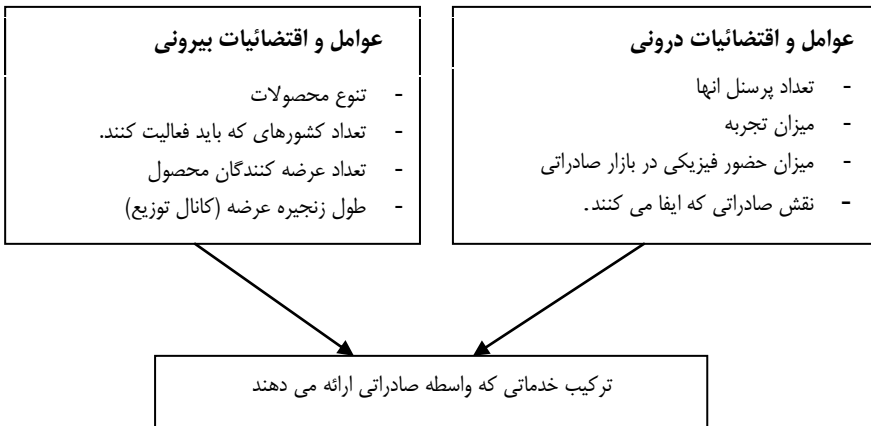 عوامل و اقتضائیات درونی
- تعداد پرسنل انها
- میزان تجربه
- میزان حضور فیزیکی در بازار صادراتی
- نقش صادراتی که ایفا می کنند.
عوامل و اقتضائیات بیرونی
- تنوع محصولات
- تعداد کشورهای که باید فعالیت کنند.
- تعداد عرضه کنندگان محصول
- طول زنجیره عرضه (کانال توزیع)
ترکیب خدماتی که واسطه صادراتی ارائه می دهند